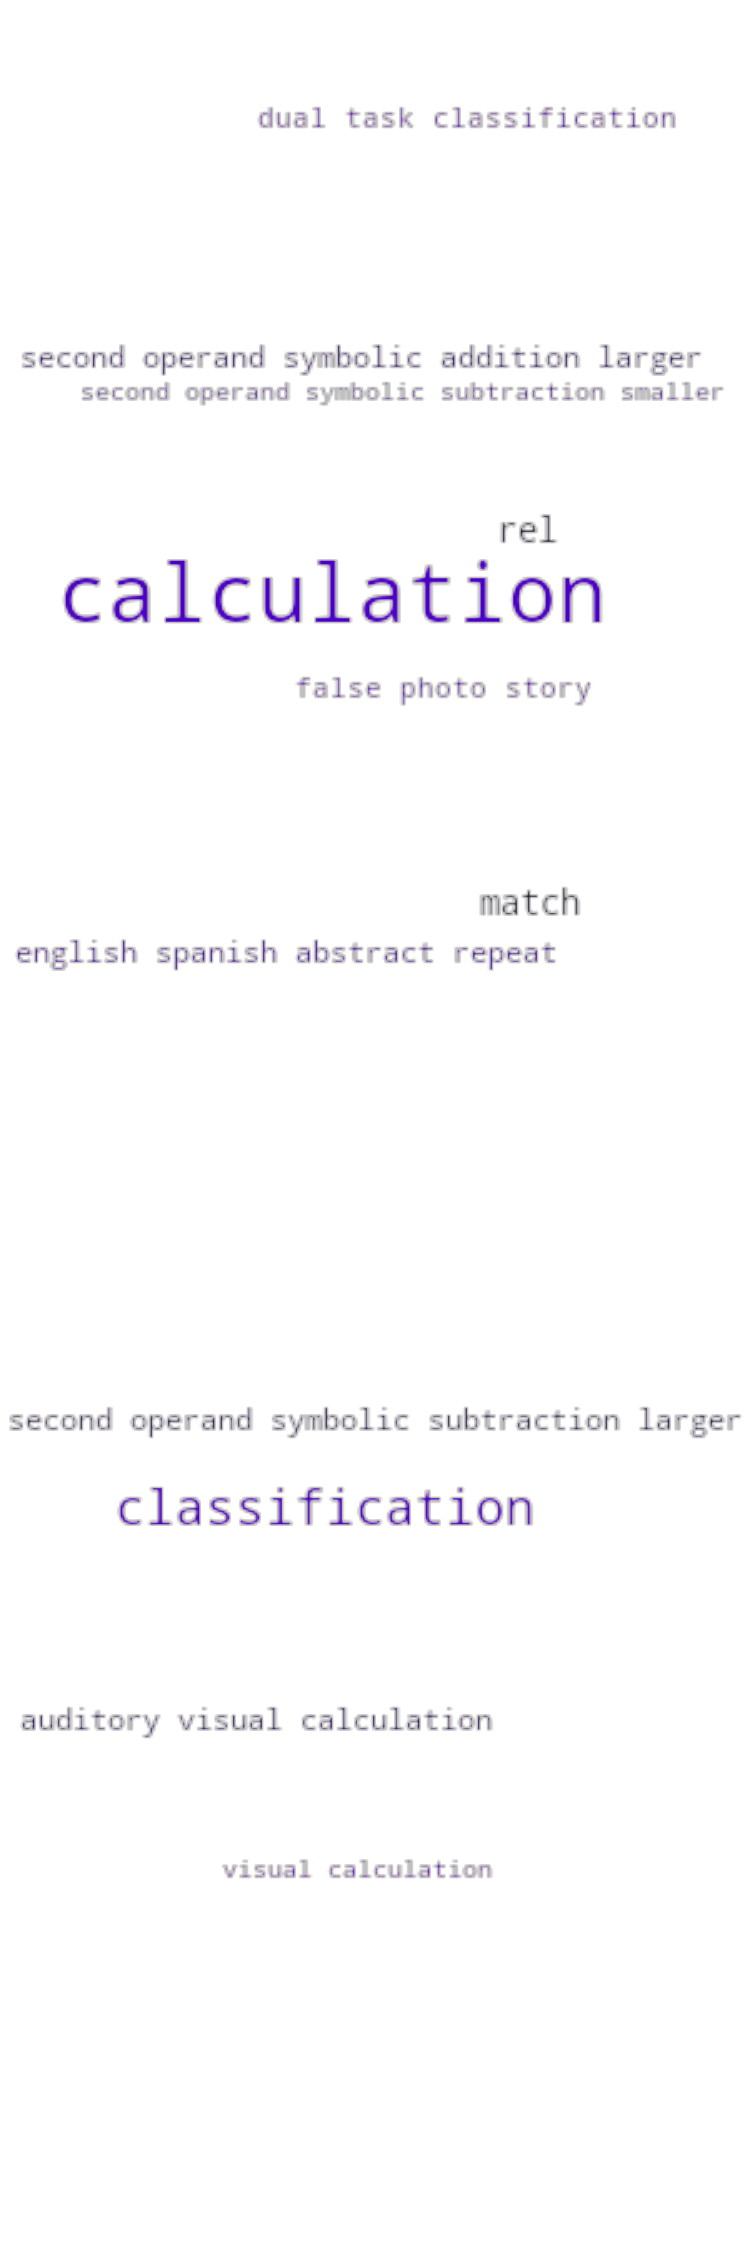 dual task classification
second operand symbolic addition larger
second operand symbolic subtraction smaller
rel
calculation
false photo story
match
english spanish abstract repeat
second operand symbolic subtraction larger
classification
auditory visual calculation
visual calculation